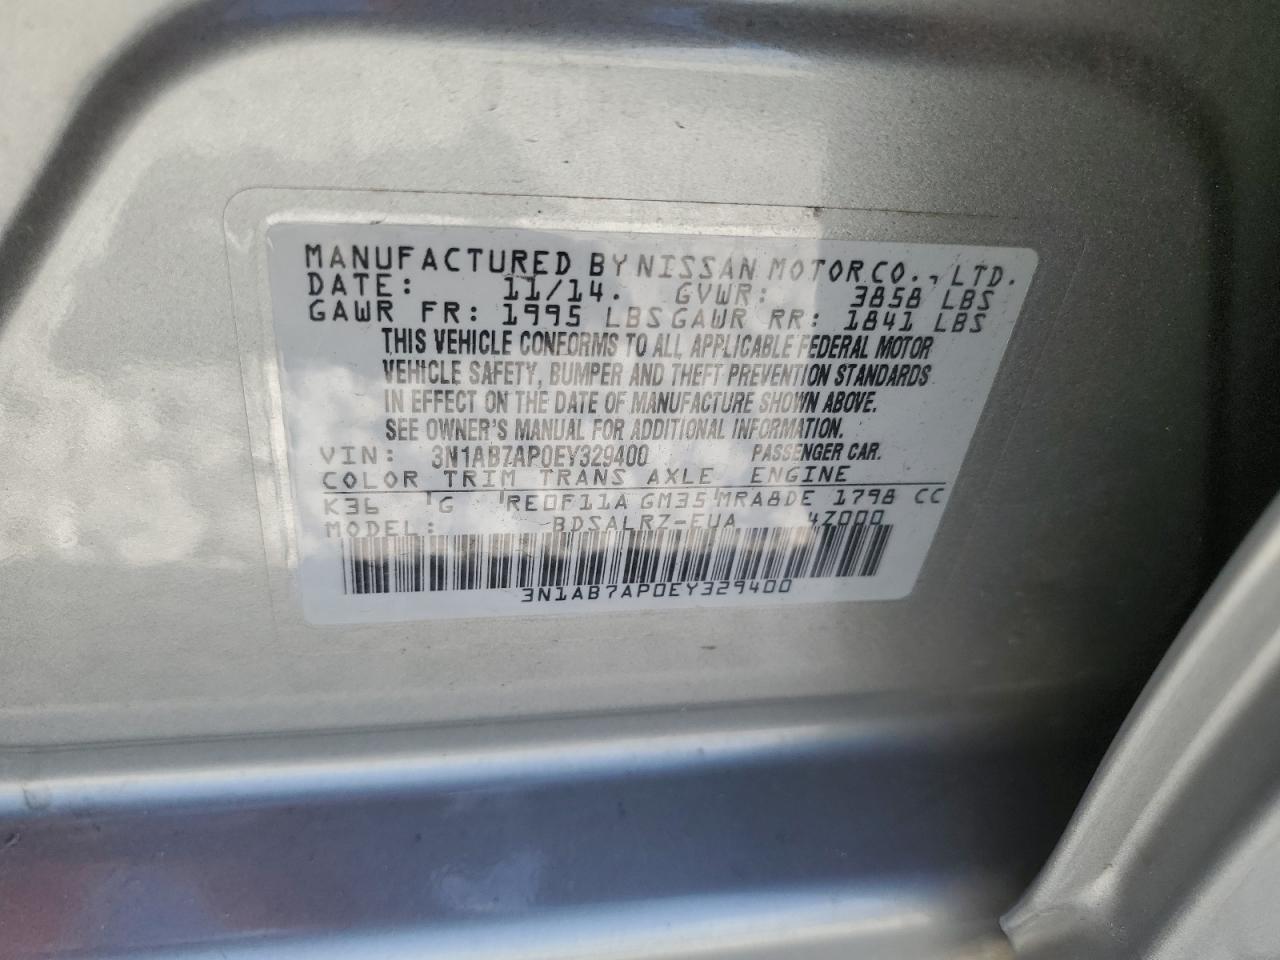 MANUFACTURED BY NISSAN MOTOR CO., LTD.
DATE: 11/14. GVWR: 3858 LBS
GAWR FR: 1995 LBS GAWR RR: 1841 LBS
THIS VEHICLE CONFORMS TO ALL APPLICABLE FEDERAL MOTOR
VEHICLE SAFETY, BUMPER AND THEFT PREVENTION STANDARDS
IN EFFECT ON THE DATE OF MANUFACTURE SHOWN ABOVE.
SEE OWNER'S MANUAL FOR ADDITIONAL INFORMATION.
VIN: 3N1AB7AP0EY329400 PASSENGER CAR.
COLOR TRIM TRANS AXLE ENGINE
K36 G RE0F11A GM35 MRA8DE 1798 CC
MODEL: BDSALRZ-EUA 4Z000
3N1AB7AP0EY329400